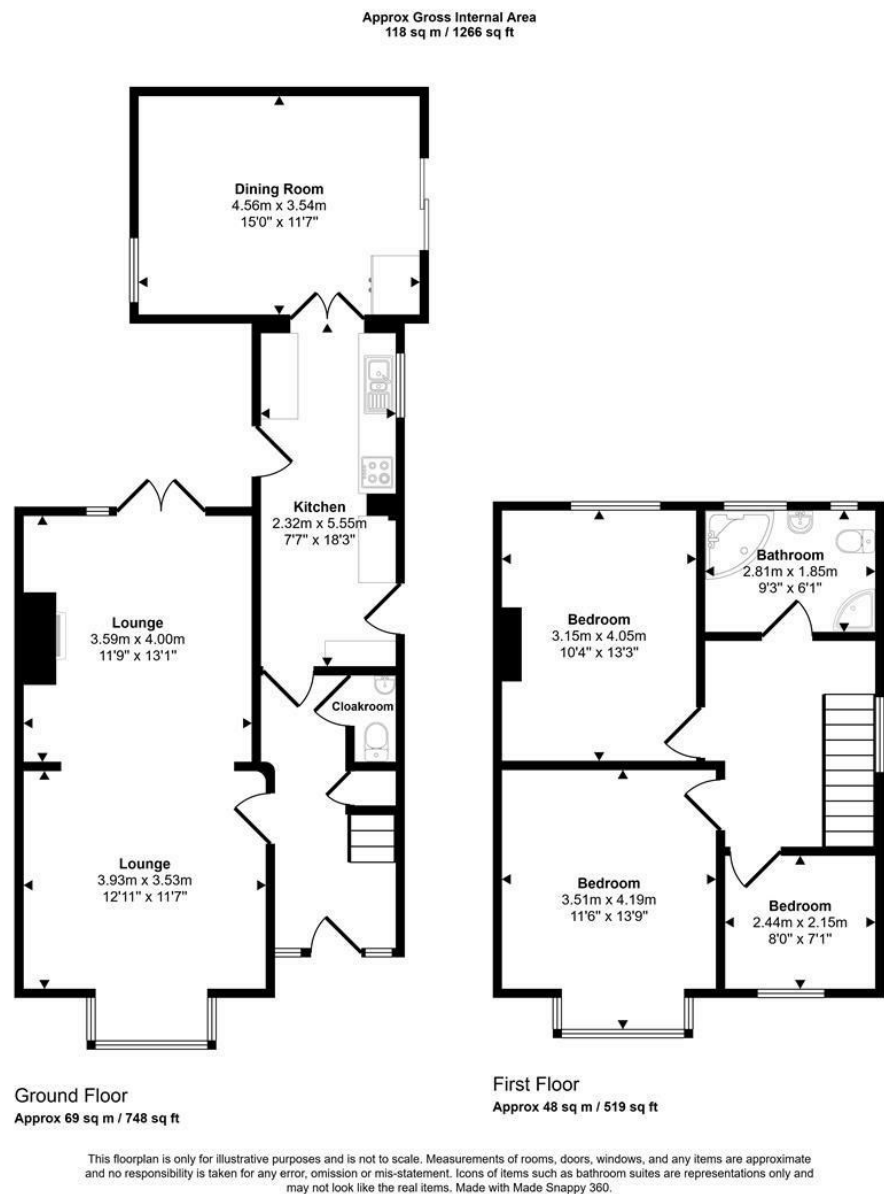 Approx Gross Internal Area
118 sq m / 1266 sq ft
Dining Room
4.56m x 3.54m
15'0" x 11'7"
Kitchen
2.32m x 5.55m
7'7" x 18'3"
Lounge
3.59m x 4.00m
11'9" x 13'1"
Cloakroom
Lounge
3.93m x 3.53m
12'11" x 11'7"
Bathroom
2.81m x 1.85m
9'3" x 6'1"
Bedroom
3.15m x 4.05m
10'4" x 13'3"
Bedroom
3.51m x 4.19m
11'6" x 13'9"
Bedroom
2.44m x 2.15m
8'0" x 7'1"
Ground Floor
Approx 69 sq m / 748 sq ft
First Floor
Approx 48 sq m / 519 sq ft
This floorplan is only for illustrative purposes and is not to scale. Measurements of rooms, doors, windows, and any items are approximate
and no responsibility is taken for any error, omission or mis-statement. Icons of items such as bathroom suites are representations only and
may not look like the real items. Made with Made Snappy 360.